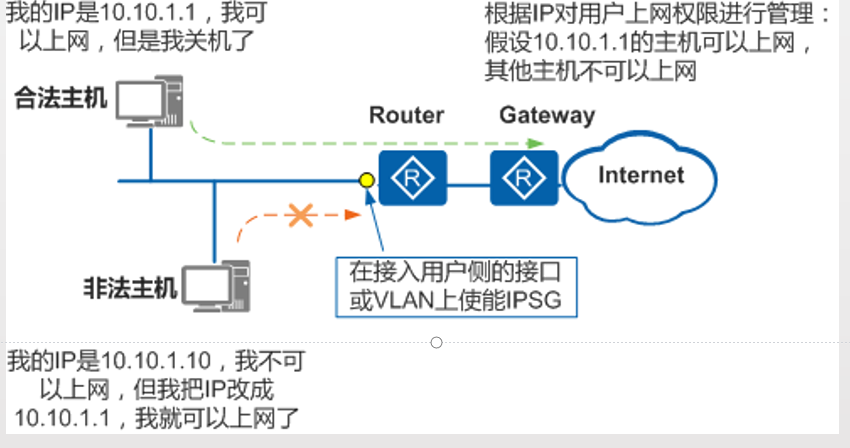 我的IP是10.10.1.1，我可
以上网，但是我关机了
根据IP对用户上网权限进行管理：
假设10.10.1.1的主机可以上网，
其他主机不可以上网
合法主机
Router
Gateway
R
R
Internet
在接入用户侧的接口
或VLAN上使能IPSG
非法主机
我的IP是10.10.1.10，我不可
以上网，但我把IP改成
10.10.1.1，我就可以上网了